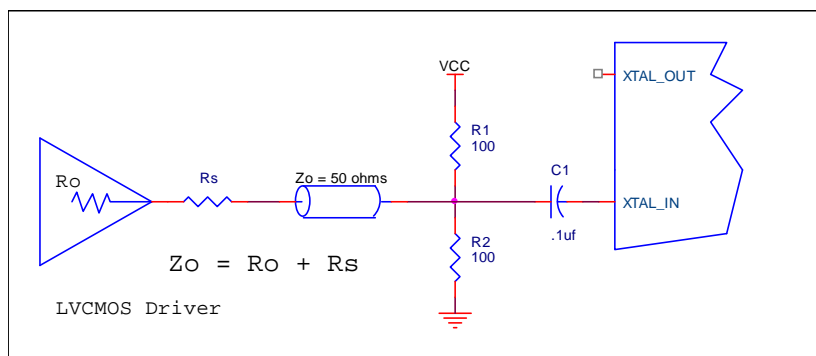 VCC
XTAL_OUT
R1
100
Ro
Rs
Zo = 50 ohms
C1
XTAL_IN
.1uf
R2
100
Zo = Ro + Rs
LVCMOS Driver